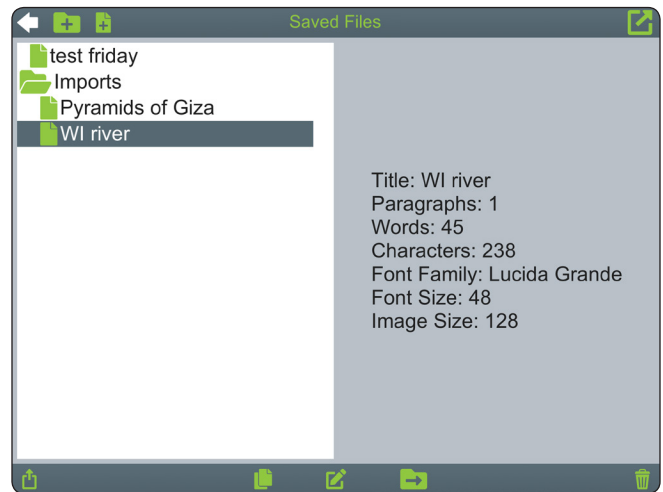 Saved Files
test friday
Imports
Pyramids of Giza
WI river
Title: WI river
Paragraphs: 1
Words: 45
Characters: 238
Font Family: Lucida Grande
Font Size: 48
Image Size: 128